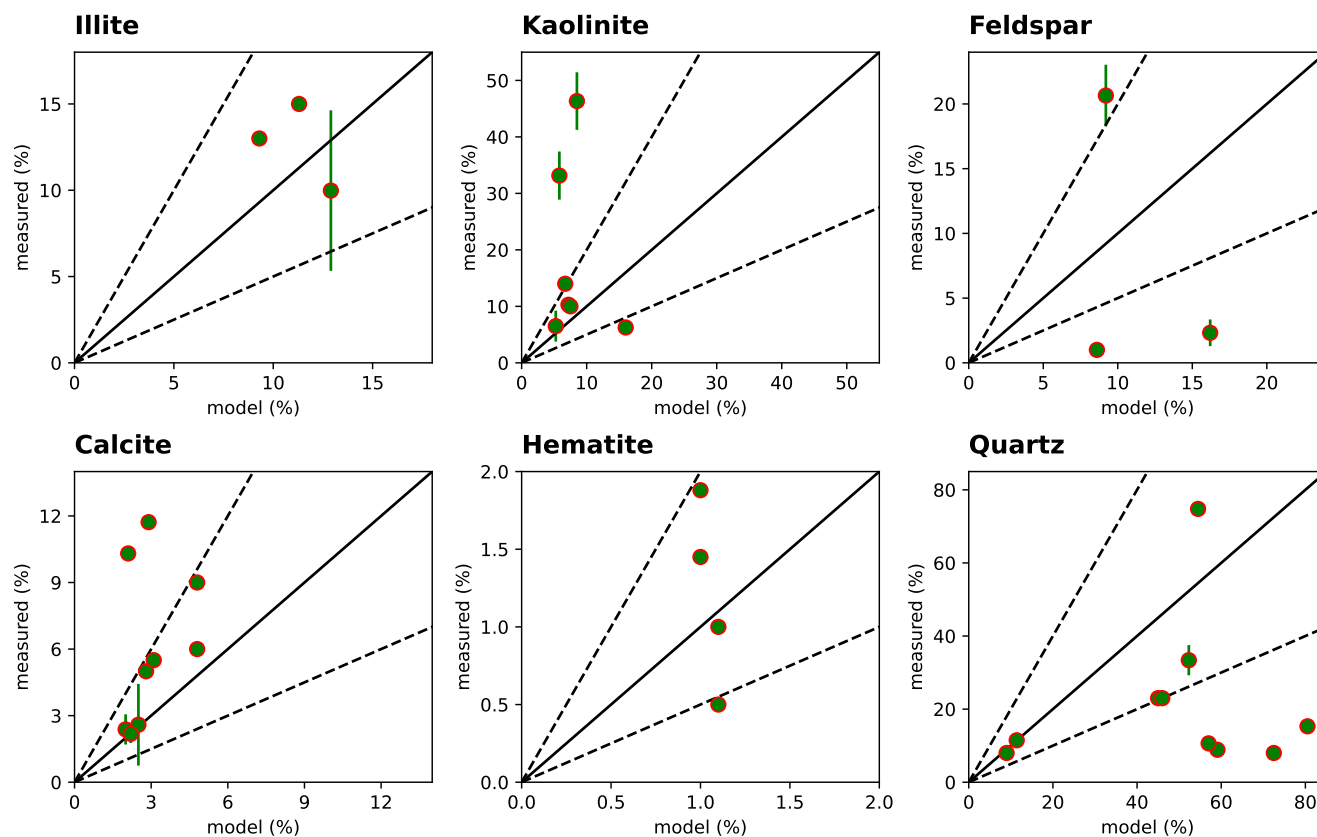 Illite
15
10
5
0
measured (%)
0 5 10 15
model (%)
Kaolinite
50
40
30
20
10
0
measured (%)
0 10 20 30 40 50
model (%)
Feldspar
20
15
10
5
0
measured (%)
0 5 10 15 20
model (%)
Calcite
12
9
6
3
0
measured (%)
0 3 6 9 12
model (%)
Hematite
2.0
1.5
1.0
0.5
0.0
measured (%)
0.0 0.5 1.0 1.5 2.0
model (%)
Quartz
80
60
40
20
0
measured (%)
0 20 40 60 80
model (%)